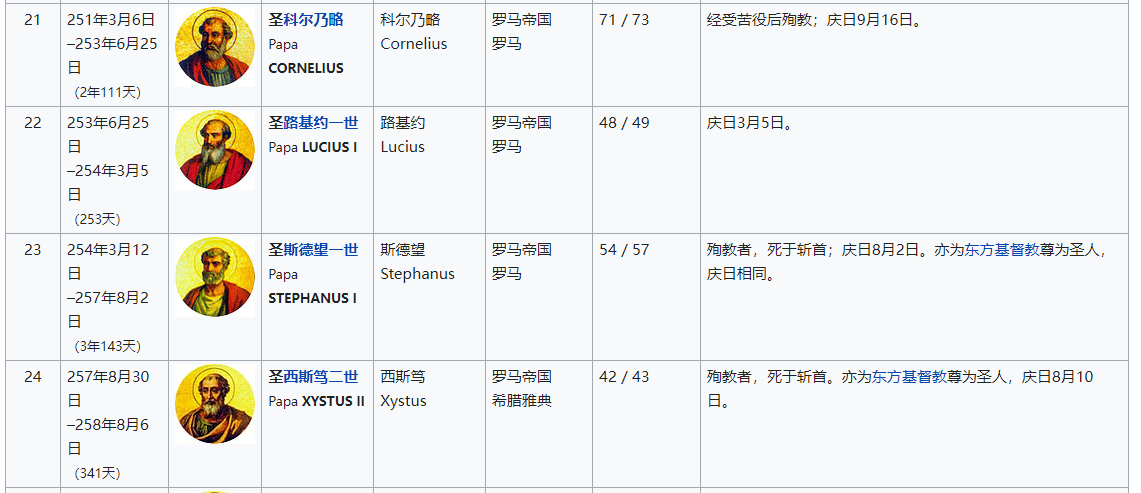 21
251年3月6日
–253年6月25
日
（2年111天）
圣科尔乃略
Papa
CORNELIUS
科尔乃略
Cornelius
罗马帝国
罗马
71 / 73
经受苦役后殉教；庆日9月16日。
22
253年6月25
日
–254年3月5
日
（253天）
圣路基约一世
Papa LUCIUS I
路基约
Lucius
罗马帝国
罗马
48 / 49
庆日3月5日。
23
254年3月12
日
–257年8月2
日
（3年143天）
圣斯德望一世
Papa
STEPHANUS I
斯德望
Stephanus
罗马帝国
罗马
54 / 57
殉教者，死于斩首；庆日8月2日。亦为东方基督教尊为圣人，
庆日相同。
24
257年8月30
日
–258年8月6
日
（341天）
圣西斯笃二世
Papa XYSTUS II
西斯笃
Xystus
罗马帝国
希腊雅典
42 / 43
殉教者，死于斩首。亦为东方基督教尊为圣人，庆日8月10
日。